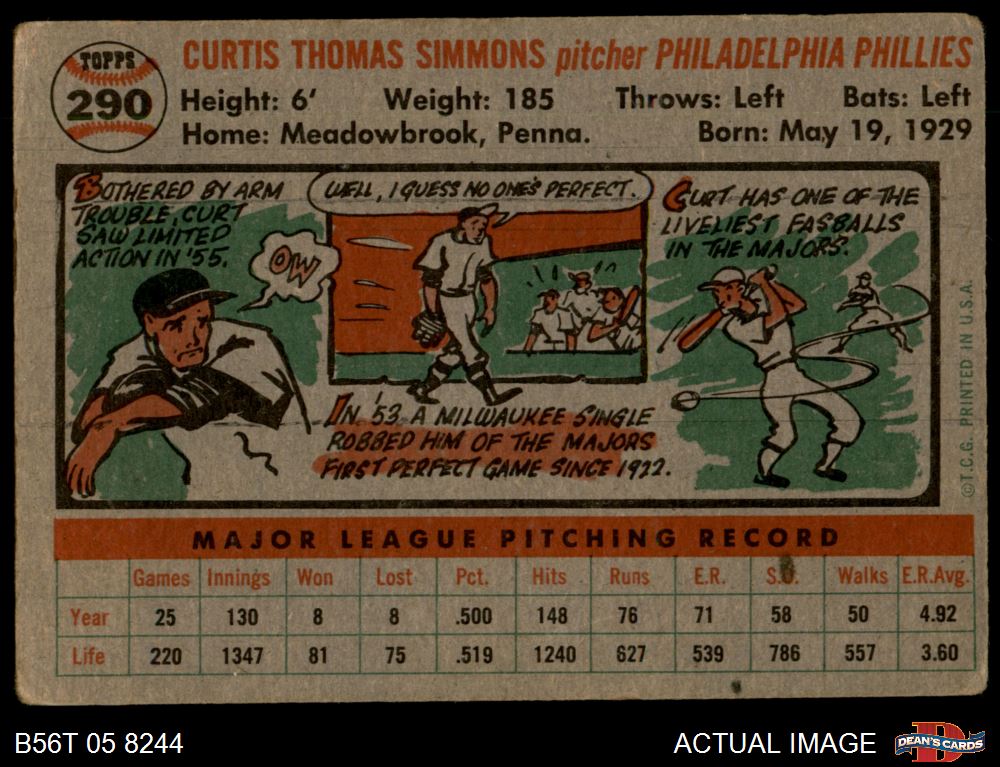 TOPPS
290
CURTIS THOMAS SIMMONS pitcher PHILADELPHIA PHILLIES
Height: 6' Weight: 185 Throws: Left Bats: Left
Home: Meadowbrook, Penna. Born: May 19, 1929
BOTHERED BY ARM
TROUBLE, CURT
SAW LIMITED
ACTION IN '55.
OW
WELL, I GUESS NO ONE'S PERFECT.
IN '53 A MILWAUKEE SINGLE
ROBBED HIM OF THE MAJORS
FIRST PERFECT GAME SINCE 1922.
CURT HAS ONE OF THE
LIVELIEST FASBALLS
IN THE MAJORS.
©T.C.G. PRINTED IN U.S.A.
MAJOR LEAGUE PITCHING RECORD
Games Innings Won Lost Pct. Hits Runs E.R. S.O. Walks E.R.Avg.
Year 25 130 8 8 .500 148 76 71 58 50 4.92
Life 220 1347 81 75 .519 1240 627 539 786 557 3.60
B56T 05 8244
ACTUAL IMAGE
D
DEAN'S CARDS